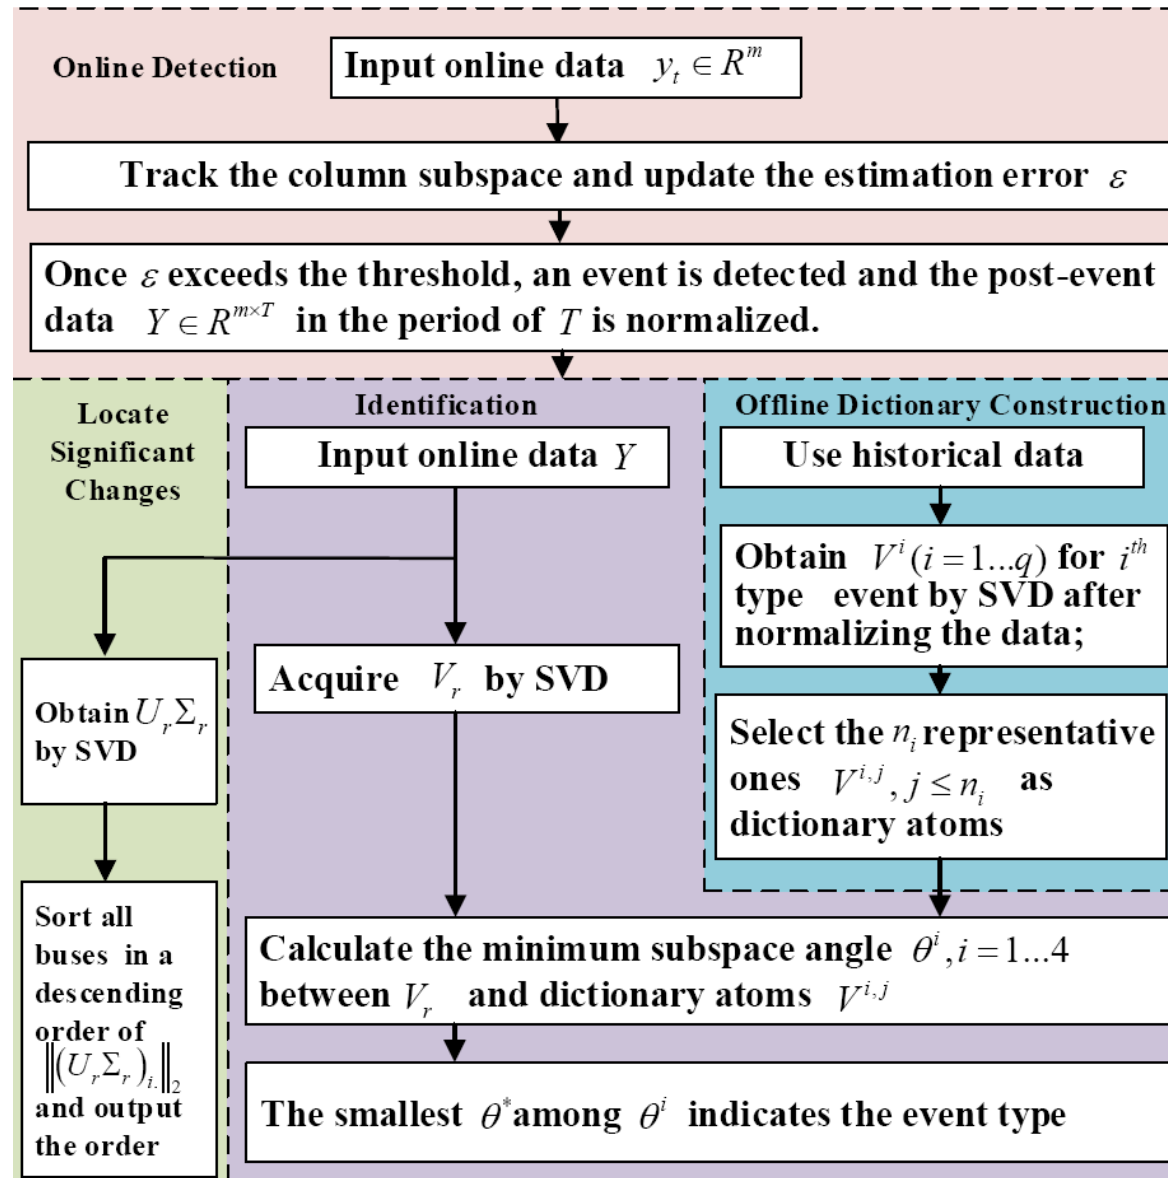 Online Detection
Input online data y_t ∈ R^m
Track the column subspace and update the estimation error ε
Once ε exceeds the threshold, an event is detected and the post-event
data Y ∈ R^{m×T} in the period of T is normalized.
Locate
Significant
Changes
Identification
Offline Dictionary Construction
Input online data Y
Use historical data
Obtain V^i (i = 1...q) for i^{th}
type event by SVD after
normalizing the data;
Acquire V_r by SVD
Obtain U_r Σ_r
by SVD
Select the n_i representative
ones V^{i,j}, j ≤ n_i as
dictionary atoms
Sort all
buses in a
descending
order of
‖(U_r Σ_r)_{i.}‖_2
and output
the order
Calculate the minimum subspace angle θ^i, i = 1...4
between V_r and dictionary atoms V^{i,j}
The smallest θ^* among θ^i indicates the event type